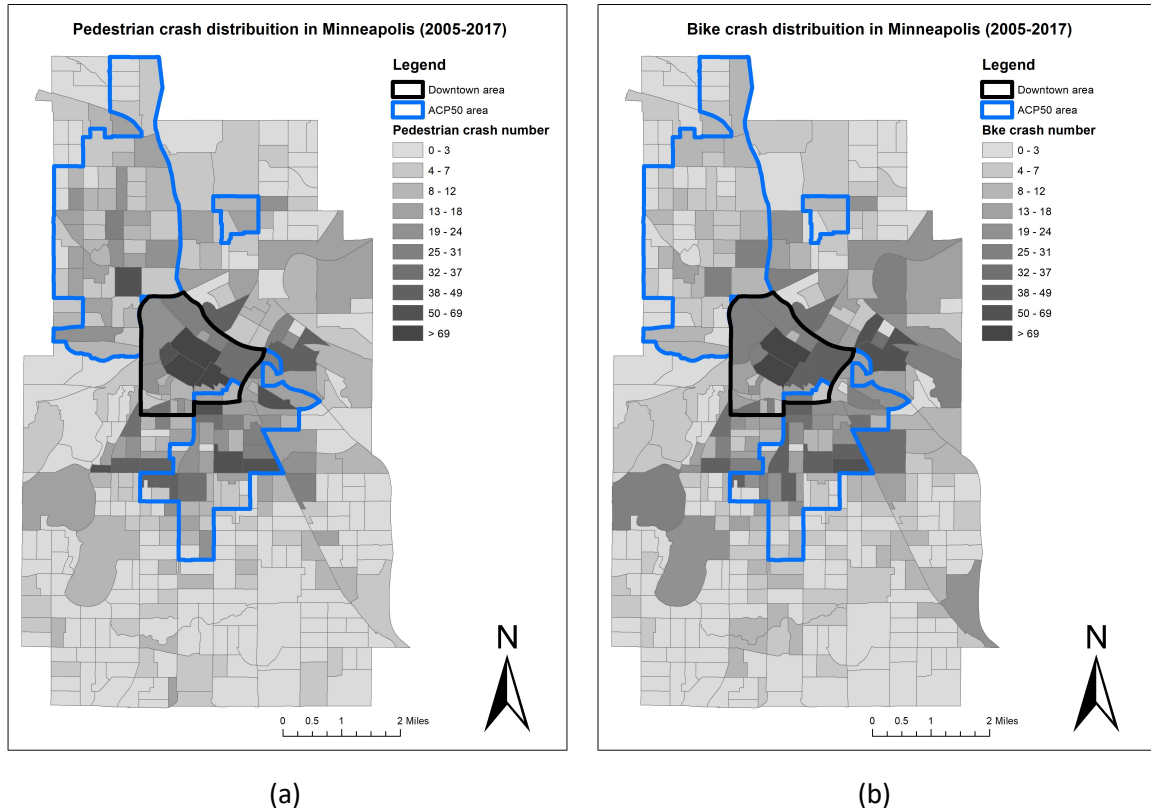 Pedestrian crash distribuition in Minneapolis (2005-2017)
Legend
Downtown area
ACP50 area
Pedestrian crash number
0 - 3
4 - 7
8 - 12
13 - 18
19 - 24
25 - 31
32 - 37
38 - 49
50 - 69
> 69
N
0 0.5 1 2 Miles
(a)
Bike crash distribuition in Minneapolis (2005-2017)
Legend
Downtown area
ACP50 area
Bke crash number
0 - 3
4 - 7
8 - 12
13 - 18
19 - 24
25 - 31
32 - 37
38 - 49
50 - 69
> 69
N
0 0.5 1 2 Miles
(b)